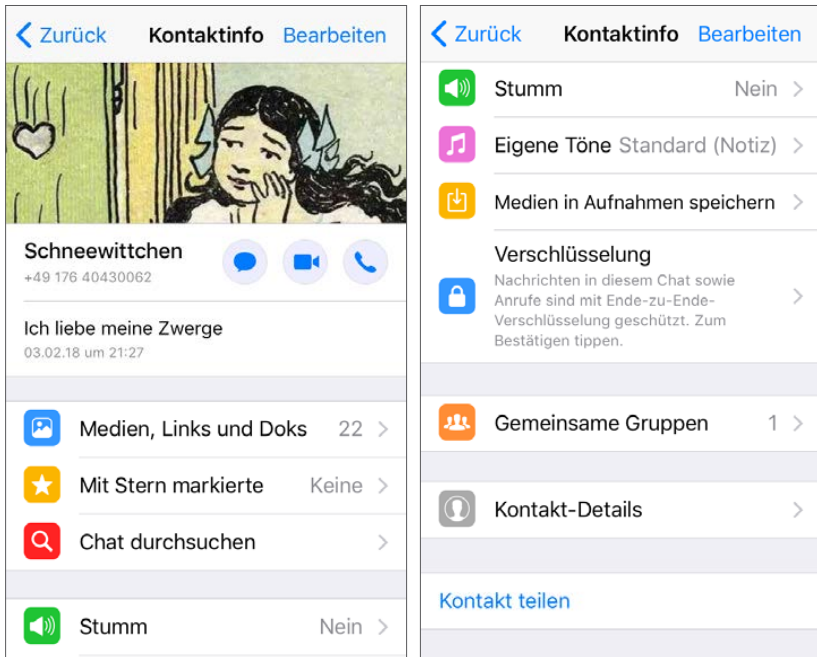 Zurück Kontaktinfo Bearbeiten
Schneewittchen
+49 176 40430062
Ich liebe meine Zwerge
03.02.18 um 21:27
Medien, Links und Doks 22
Mit Stern markierte Keine
Chat durchsuchen
Stumm Nein
Zurück Kontaktinfo Bearbeiten
Stumm Nein
Eigene Töne Standard (Notiz)
Medien in Aufnahmen speichern
Verschlüsselung
Nachrichten in diesem Chat sowie
Anrufe sind mit Ende-zu-Ende-
Verschlüsselung geschützt. Zum
Bestätigen tippen.
Gemeinsame Gruppen 1
Kontakt-Details
Kontakt teilen